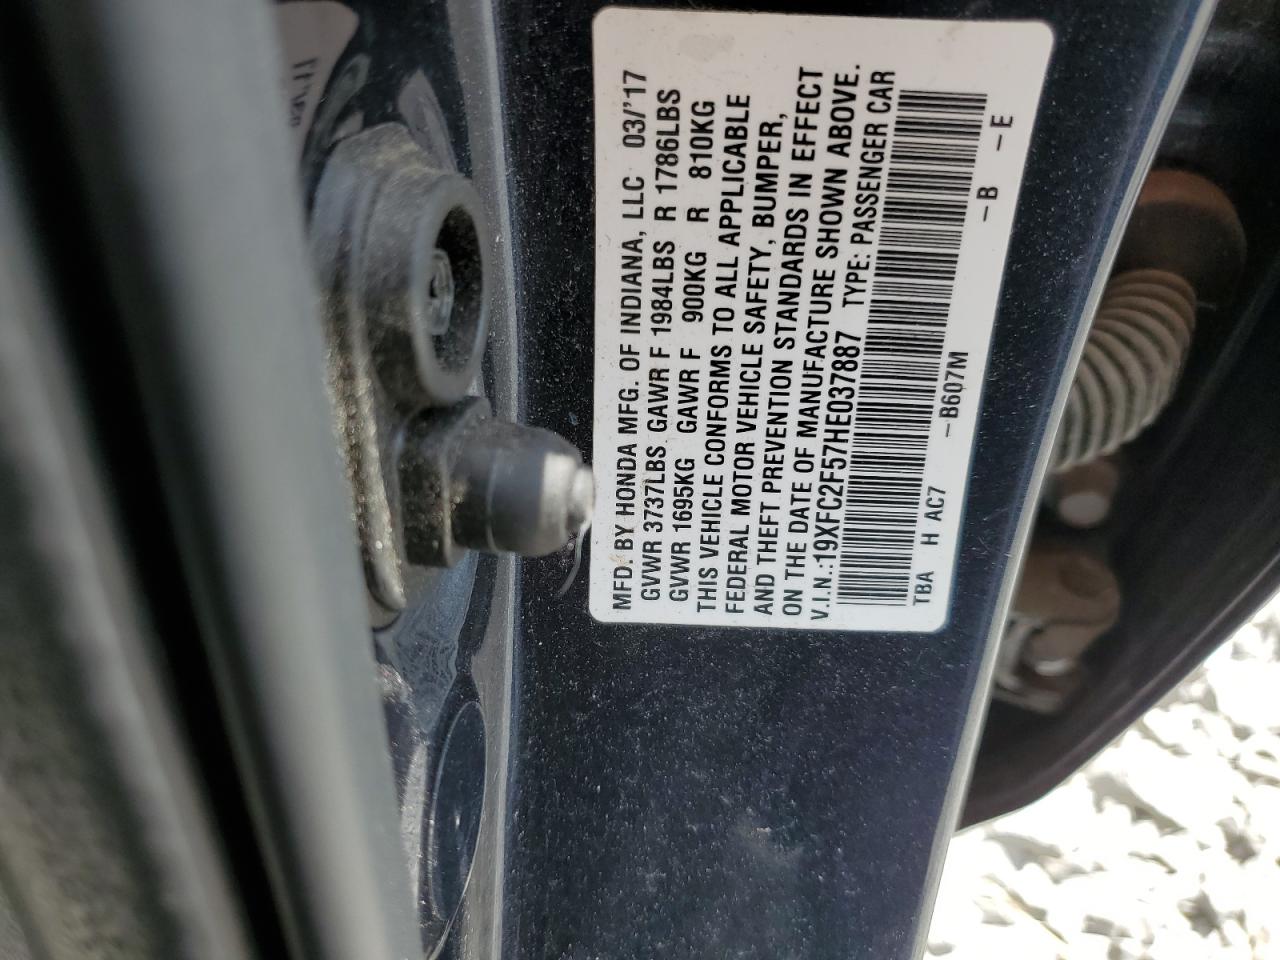 MFD. BY HONDA MFG. OF INDIANA, LLC 03/'17
GVWR 3737LBS GAWR F 1984LBS R 1786LBS
GVWR 1695KG GAWR F 900KG R 810KG
THIS VEHICLE CONFORMS TO ALL APPLICABLE
FEDERAL MOTOR VEHICLE SAFETY, BUMPER,
AND THEFT PREVENTION STANDARDS IN EFFECT
ON THE DATE OF MANUFACTURE SHOWN ABOVE.
V.I.N.:19XFC2F57HE037887 TYPE: PASSENGER CAR
TBA H AC7 -B607M -B -E